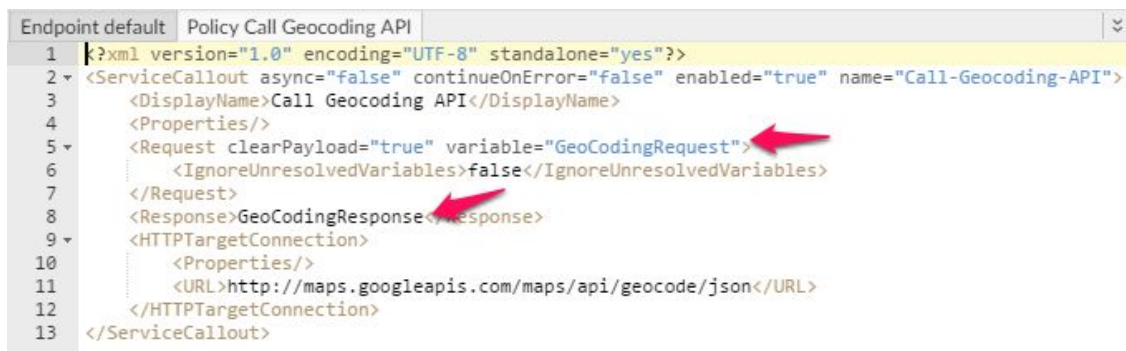 Endpoint default Policy Call Geocoding API
1 <?xml version="1.0" encoding="UTF-8" standalone="yes"?>
2 <ServiceCallout async="false" continueOnError="false" enabled="true" name="Call-Geocoding-API">
3 <DisplayName>Call Geocoding API</DisplayName>
4 <Properties/>
5 <Request clearPayload="true" variable="GeoCodingRequest">
6 <IgnoreUnresolvedVariables>false</IgnoreUnresolvedVariables>
7 </Request>
8 <Response>GeoCodingResponse</Response>
9 <HTTPTargetConnection>
10 <Properties/>
11 <URL>http://maps.googleapis.com/maps/api/geocode/json</URL>
12 </HTTPTargetConnection>
13 </ServiceCallout>